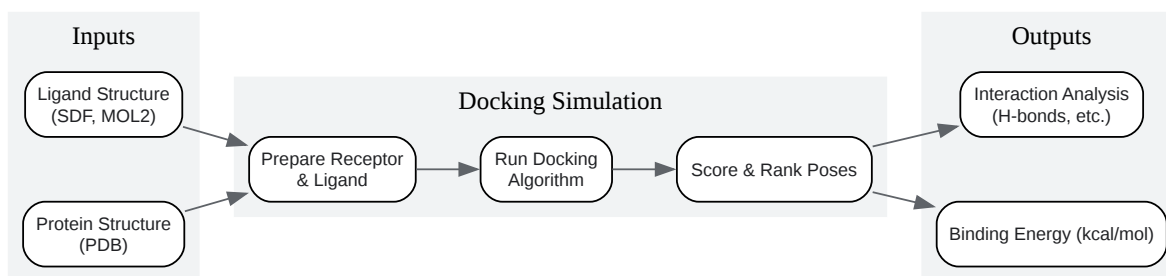 Inputs
Ligand Structure
(SDF, MOL2)
Protein Structure
(PDB)
Docking Simulation
Prepare Receptor
& Ligand
Run Docking
Algorithm
Score & Rank Poses
Outputs
Interaction Analysis
(H-bonds, etc.)
Binding Energy (kcal/mol)